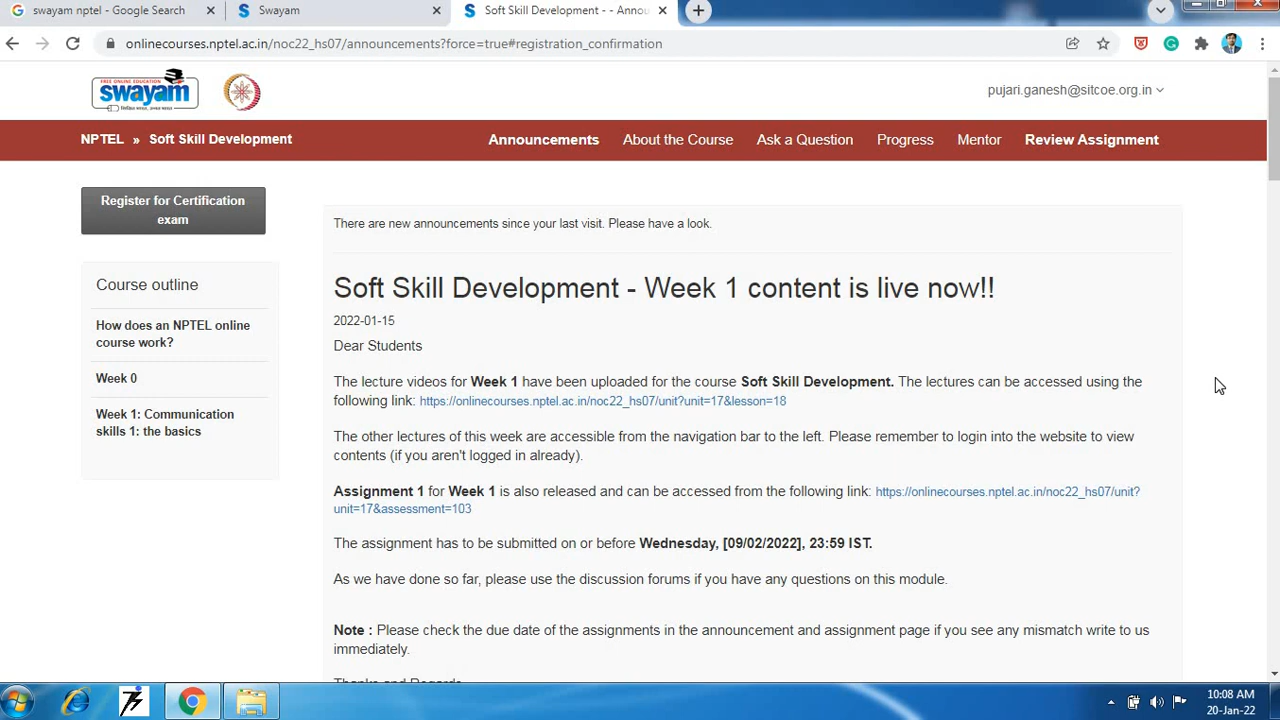 swayam nptel - Google Search
Swayam
Soft Skill Development - - Annou
onlinecourses.nptel.ac.in/noc22_hs07/announcements?force=true#registration_confirmation
FREE ONLINE EDUCATION
swayam
pujari.ganesh@sitcoe.org.in
NPTEL » Soft Skill Development
Announcements About the Course Ask a Question Progress Mentor Review Assignment
Register for Certification
exam
Course outline
How does an NPTEL online
course work?
Week 0
Week 1: Communication
skills 1: the basics
There are new announcements since your last visit. Please have a look.
Soft Skill Development - Week 1 content is live now!!
2022-01-15
Dear Students
The lecture videos for Week 1 have been uploaded for the course Soft Skill Development. The lectures can be accessed using the
following link: https://onlinecourses.nptel.ac.in/noc22_hs07/unit?unit=17&lesson=18
The other lectures of this week are accessible from the navigation bar to the left. Please remember to login into the website to view
contents (if you aren't logged in already).
Assignment 1 for Week 1 is also released and can be accessed from the following link: https://onlinecourses.nptel.ac.in/noc22_hs07/unit?
unit=17&assessment=103
The assignment has to be submitted on or before Wednesday, [09/02/2022], 23:59 IST.
As we have done so far, please use the discussion forums if you have any questions on this module.
Note : Please check the due date of the assignments in the announcement and assignment page if you see any mismatch write to us
immediately.
Thanks and Regards
10:08 AM
20-Jan-22